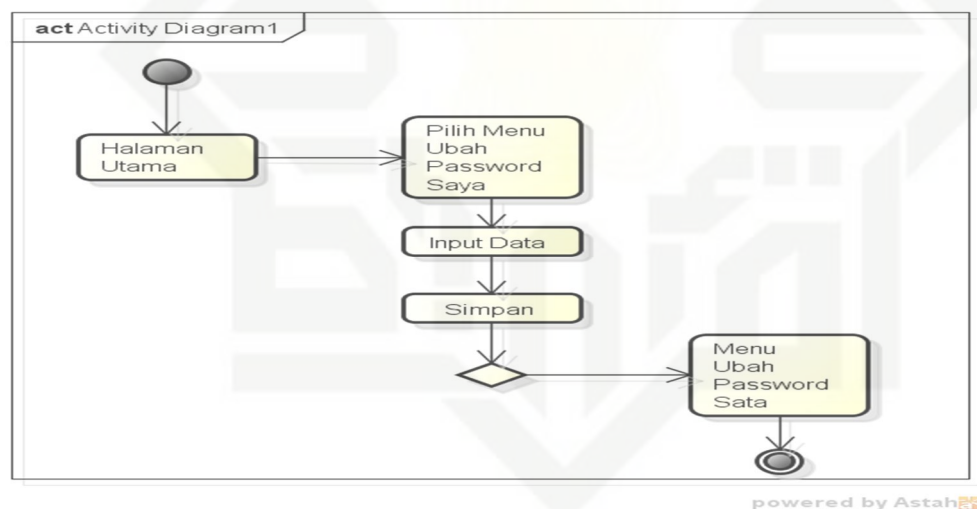 act Activity Diagram1
Halaman
Utama
Pilih Menu
Ubah
Password
Saya
Input Data
Simpan
Menu
Ubah
Password
Sata
powered by Astah